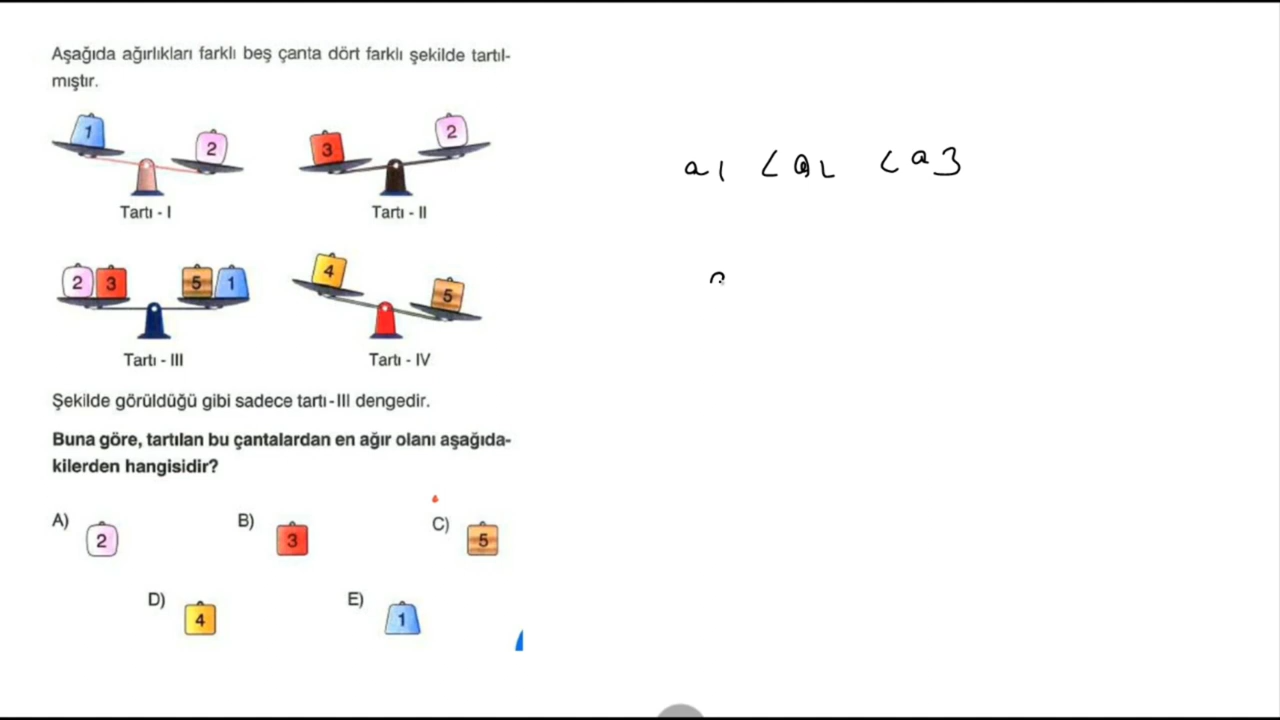 Aşağıda ağırlıkları farklı beş çanta dört farklı şekilde tartıl-
mıştır.
1 2
3 2
Tartı - I
Tartı - II
2 3 5 1
4 5
Tartı - III
Tartı - IV
Şekilde görüldüğü gibi sadece tartı-III dengedir.
Buna göre, tartılan bu çantalardan en ağır olanı aşağıda-
kilerden hangisidir?
A) 2
B) 3
C) 5
D) 4
E) 1
a1 < a2 < a3